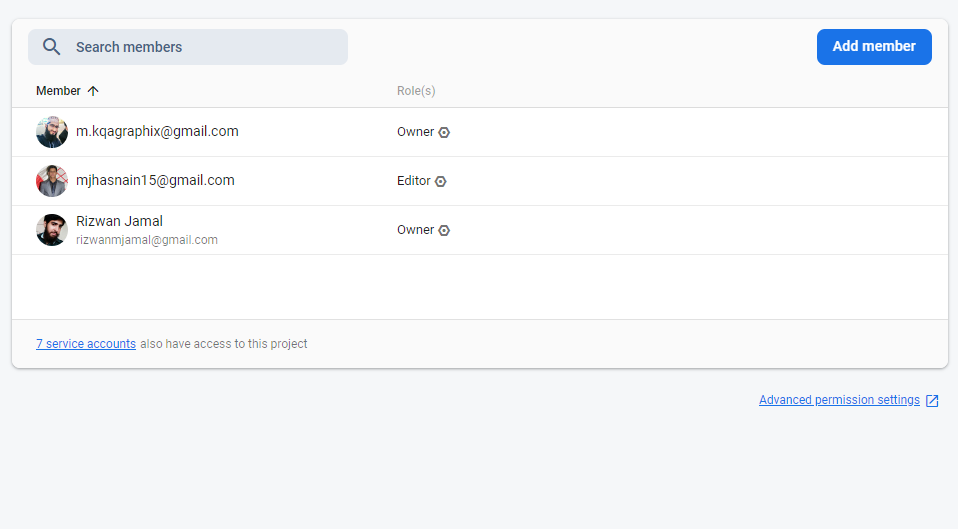 Search members
Add member
Member Role(s)
m.kqagraphix@gmail.com Owner
mjhasnain15@gmail.com Editor
Rizwan Jamal
rizwanmjamal@gmail.com Owner
7 service accounts also have access to this project
Advanced permission settings